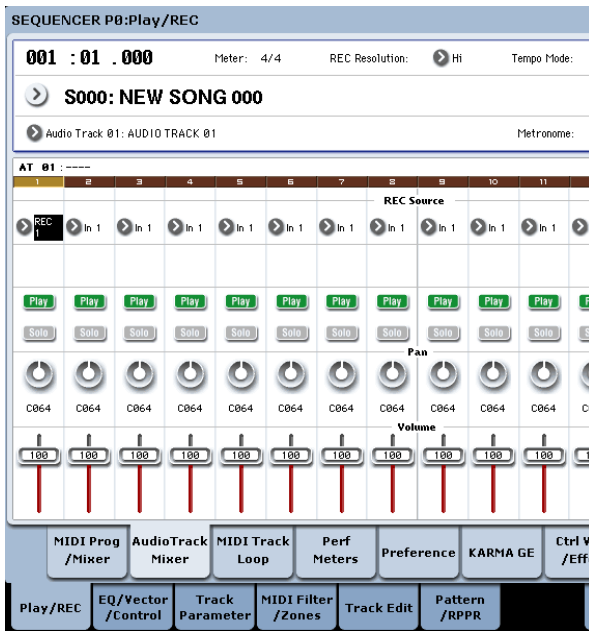 SEQUENCER P0:Play/REC
001 :01 .000 Meter: 4/4 REC Resolution: Hi Tempo Mode:
S000: NEW SONG 000
Audio Track 01: AUDIO TRACK 01 Metronome:
AT 01 :----
1 2 3 4 5 6 7 8 9 10 11
REC Source
REC 1 In 1 In 1 In 1 In 1 In 1 In 1 In 1 In 1 In 1 In 1
Play Play Play Play Play Play Play Play Play Play Play
Solo Solo Solo Solo Solo Solo Solo Solo Solo Solo Solo
Pan
C064 C064 C064 C064 C064 C064 C064 C064 C064 C064 C064
Volume
100 100 100 100 100 100 100 100 100 100 100
MIDI Prog /Mixer AudioTrack Mixer MIDI Track Loop Perf Meters Preference KARMA GE Ctrl /Eff
Play/REC EQ/Vector /Control Track Parameter MIDI Filter /Zones Track Edit Pattern /RPPR